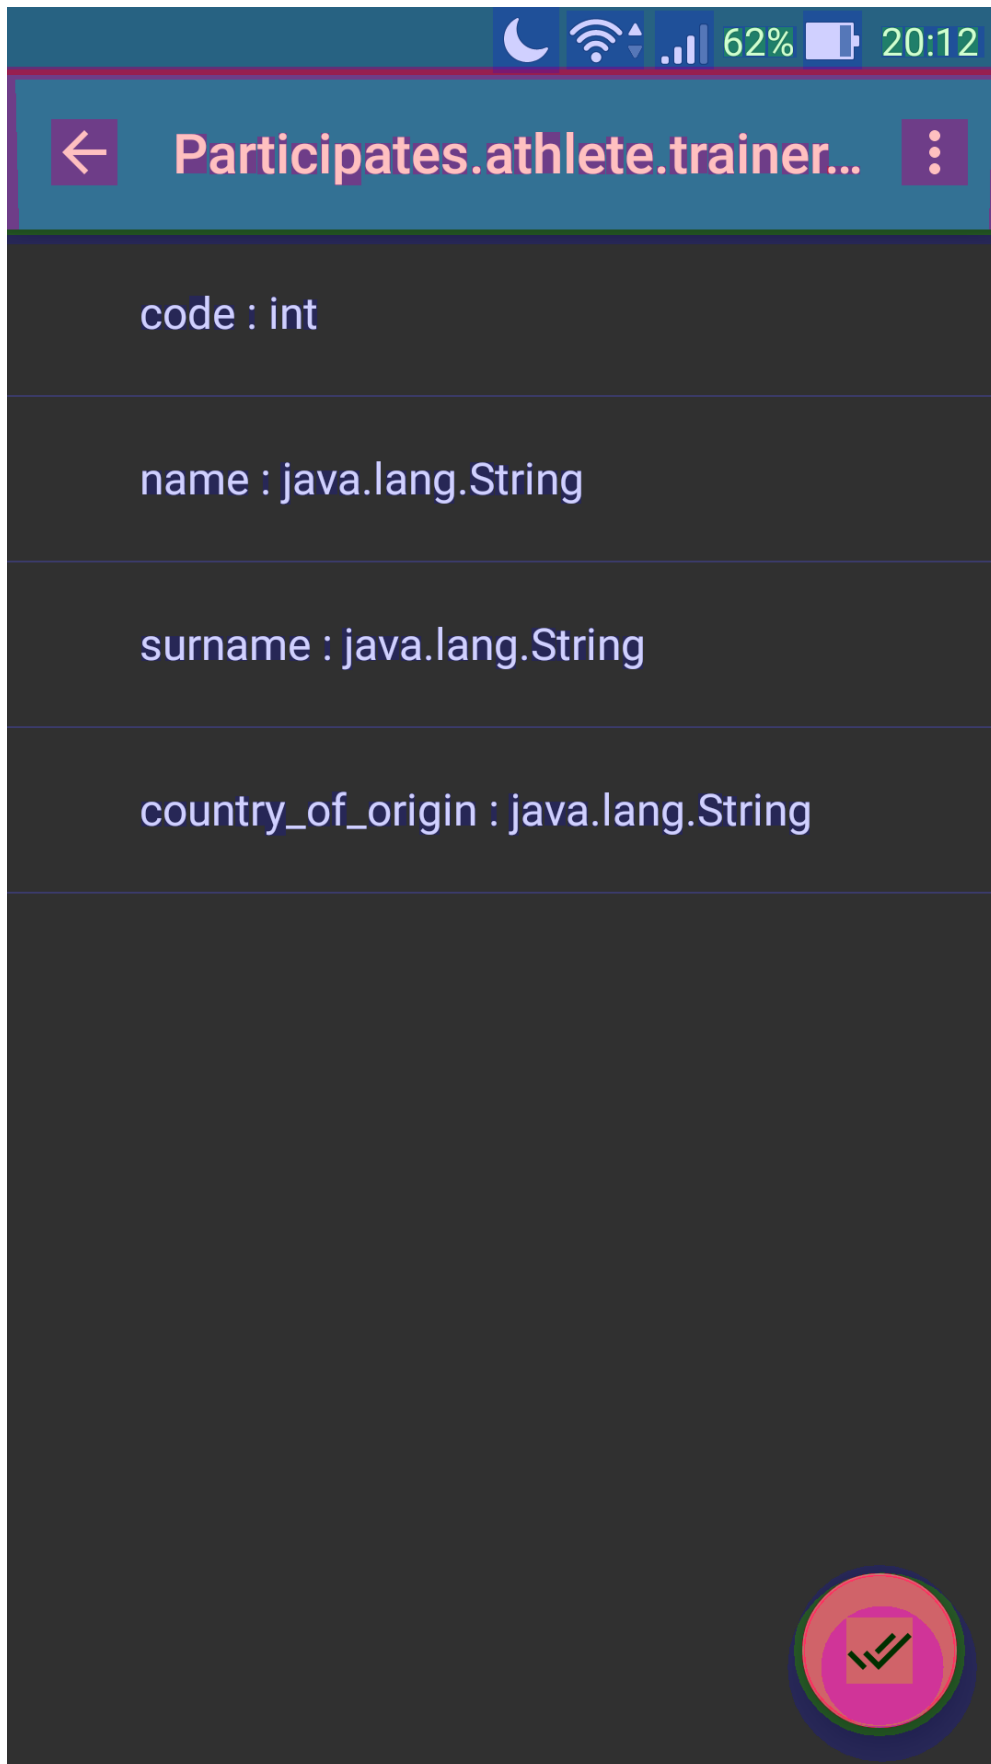 62% 20:12
Participates.athlete.trainer...
code : int
name : java.lang.String
surname : java.lang.String
country_of_origin : java.lang.String